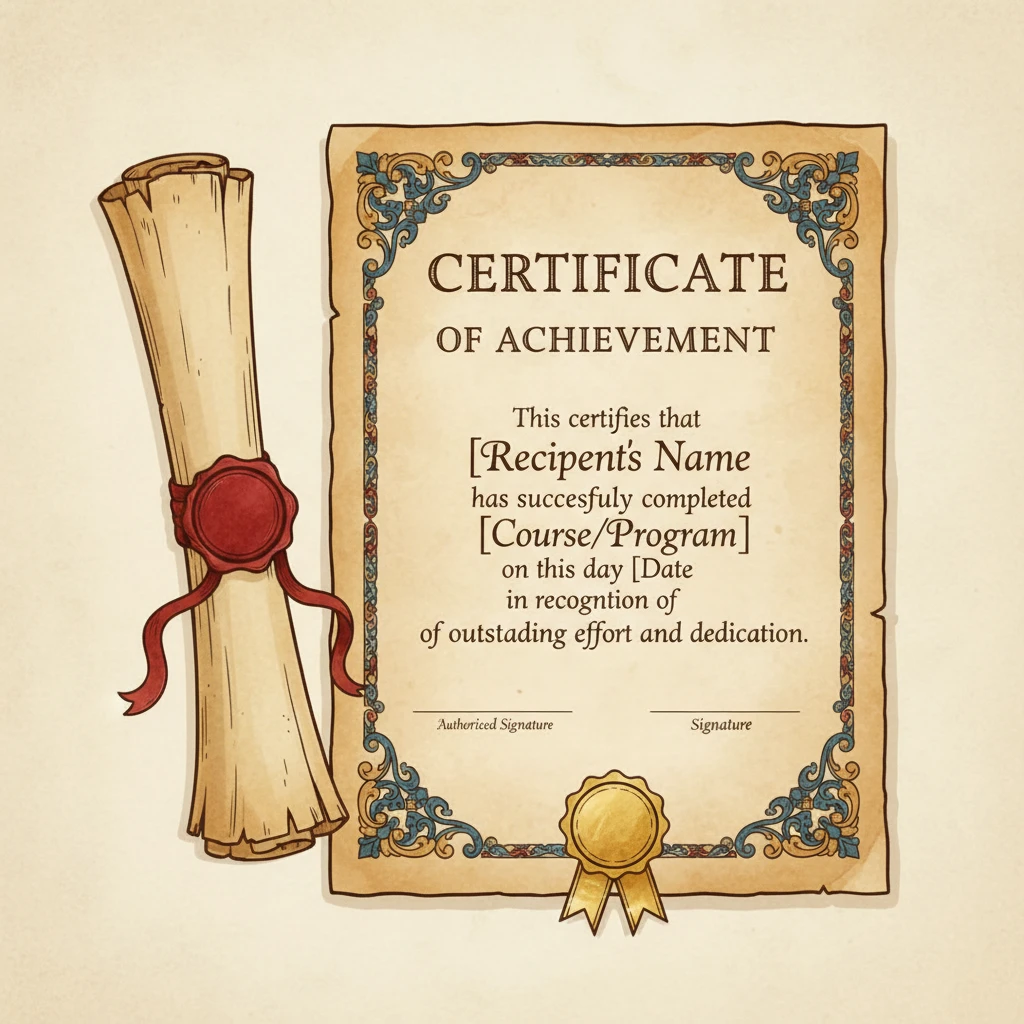 CERTIFICATE
OF ACHIEVEMENT
This certifies that
[Recipent's Name
has succesfuly completed
[Course/Program]
on this day [Date
in recogntion of
of outstading effort and dedication.
Authoriced Signature
Signature